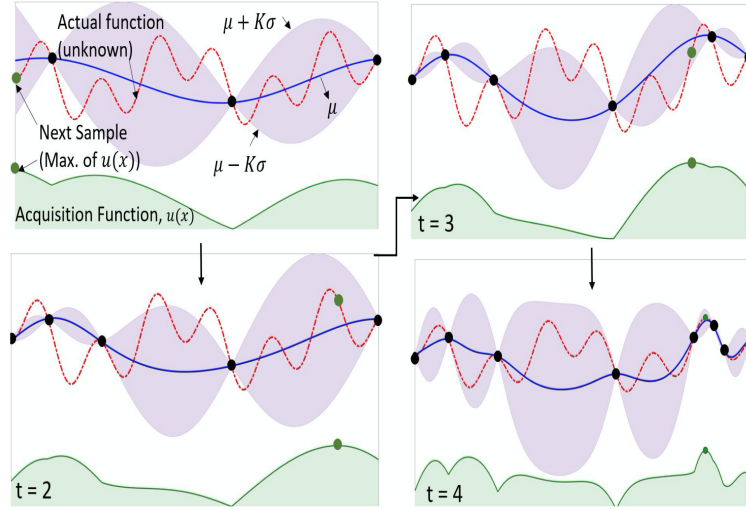 Actual function
(unknown)
μ + Kσ
μ
Next Sample
(Max. of u(x))
μ − Kσ
Acquisition Function, u(x)
t = 3
t = 2
t = 4